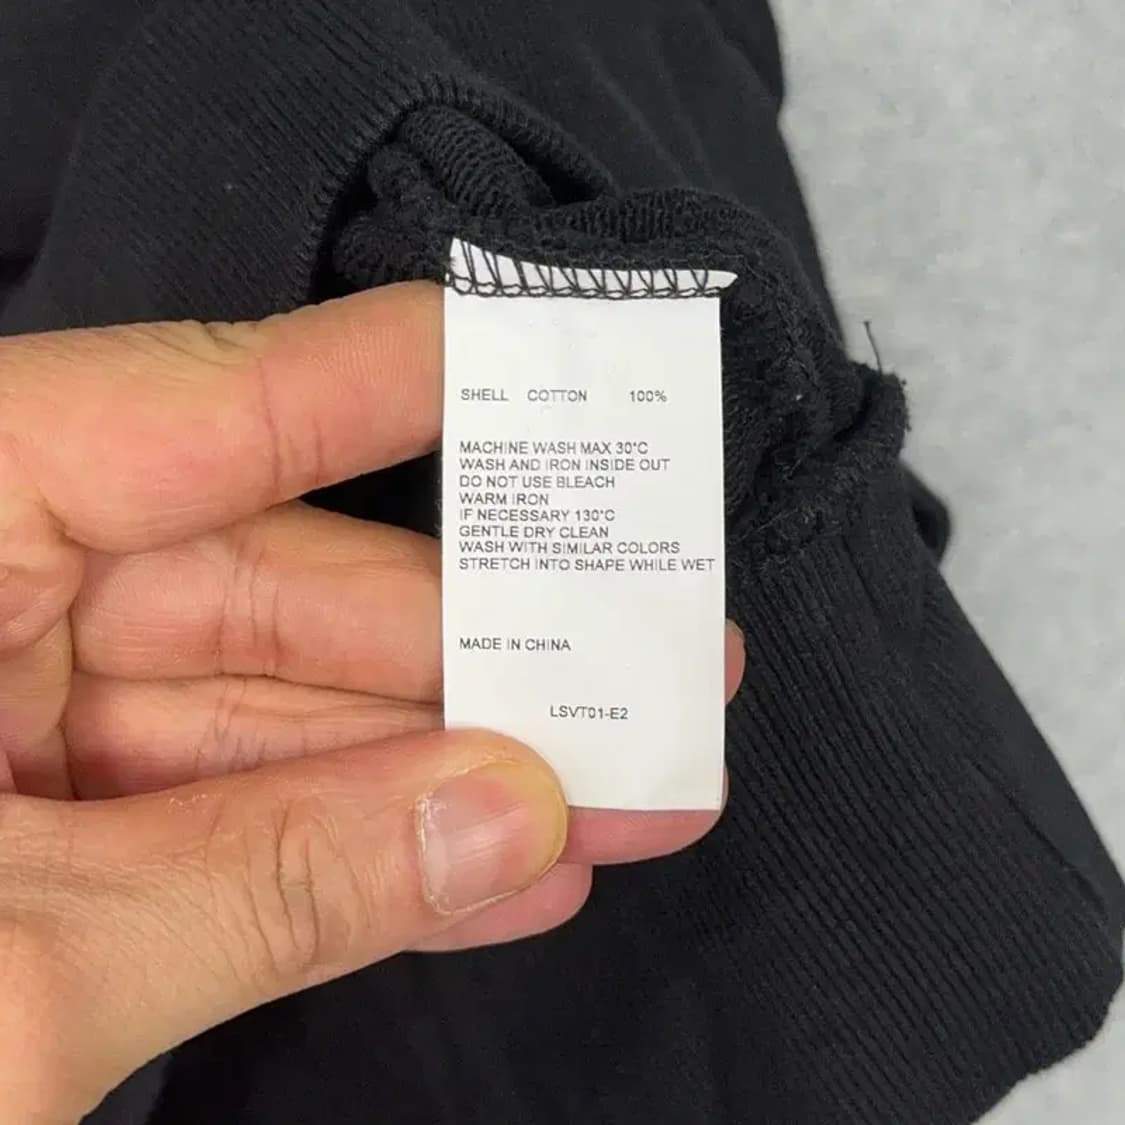 SHELL COTTON 100%
MACHINE WASH MAX 30°C
WASH AND IRON INSIDE OUT
DO NOT USE BLEACH
WARM IRON
IF NECESSARY 130°C
GENTLE DRY CLEAN
WASH WITH SIMILAR COLORS
STRETCH INTO SHAPE WHILE WET
MADE IN CHINA
LSVT01-E2